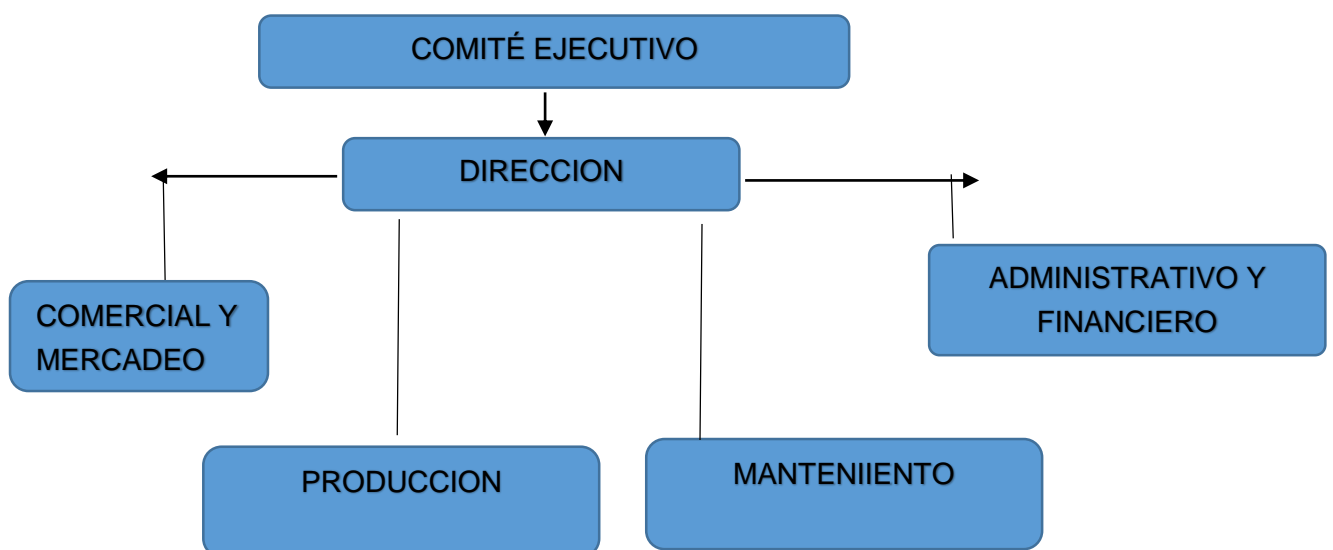 COMITÉ EJECUTIVO
DIRECCION
COMERCIAL Y
MERCADEO
ADMINISTRATIVO Y
FINANCIERO
PRODUCCION
MANTENIIENTO